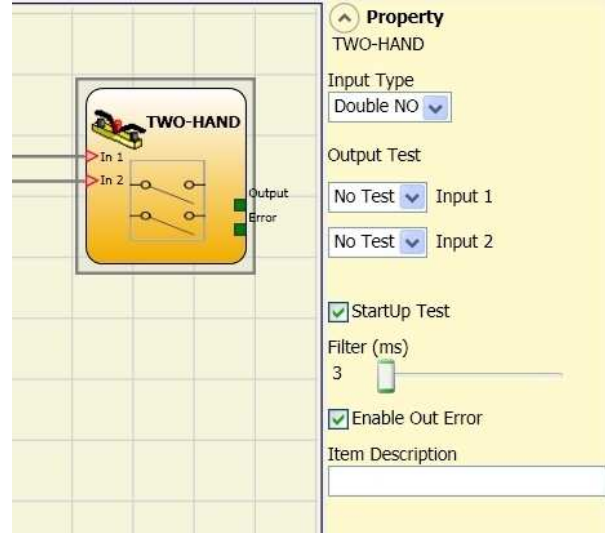 TWO-HAND
In 1
In 2
Output
Error
Property
TWO-HAND
Input Type
Double NO
Output Test
No Test Input 1
No Test Input 2
StartUp Test
Filter (ms)
3
Enable Out Error
Item Description